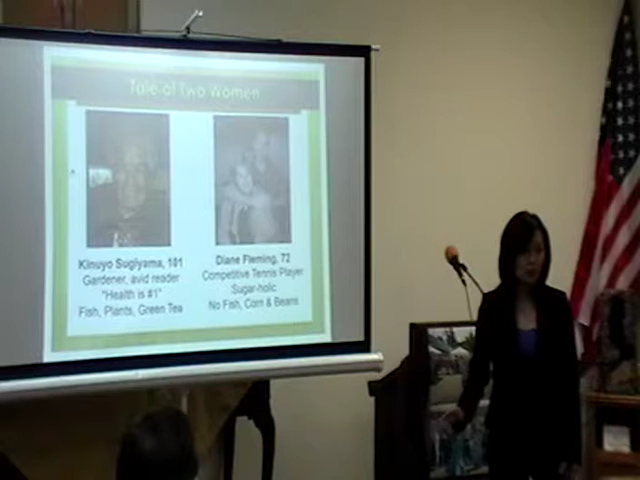 Tale of Two Women
Kinuyo Sugiyama, 101
Gardener, avid reader
"Health is #1"
Fish, Plants, Green Tea
Diane Fleming, 72
Competitive Tennis Player
Sugar-holic
No Fish, Corn & Beans